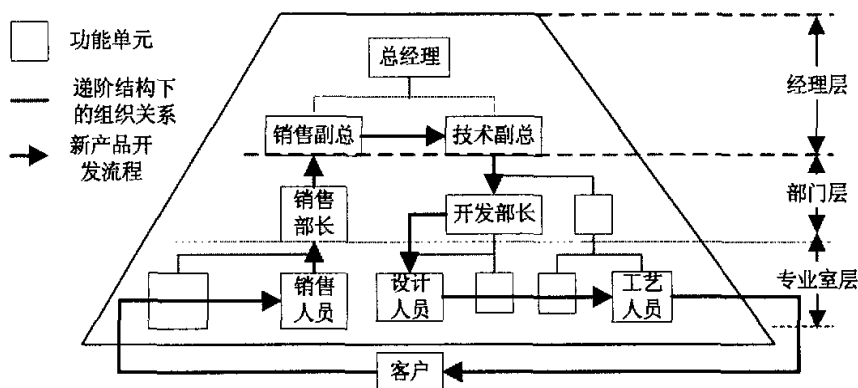 功能单元
递阶结构下
的组织关系
新产品开
发流程
总经理
销售副总
技术副总
销售
部长
开发部长
销售
人员
设计
人员
工艺
人员
客户
经理层
部门层
专业室层